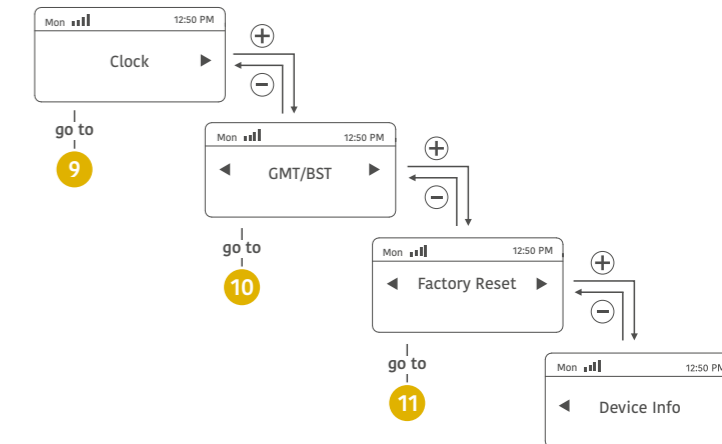 Mon 12:50 PM
Clock
go to
9
Mon 12:50 PM
GMT/BST
go to
10
Mon 12:50 PM
Factory Reset
go to
11
Mon 12:50 PM
Device Info